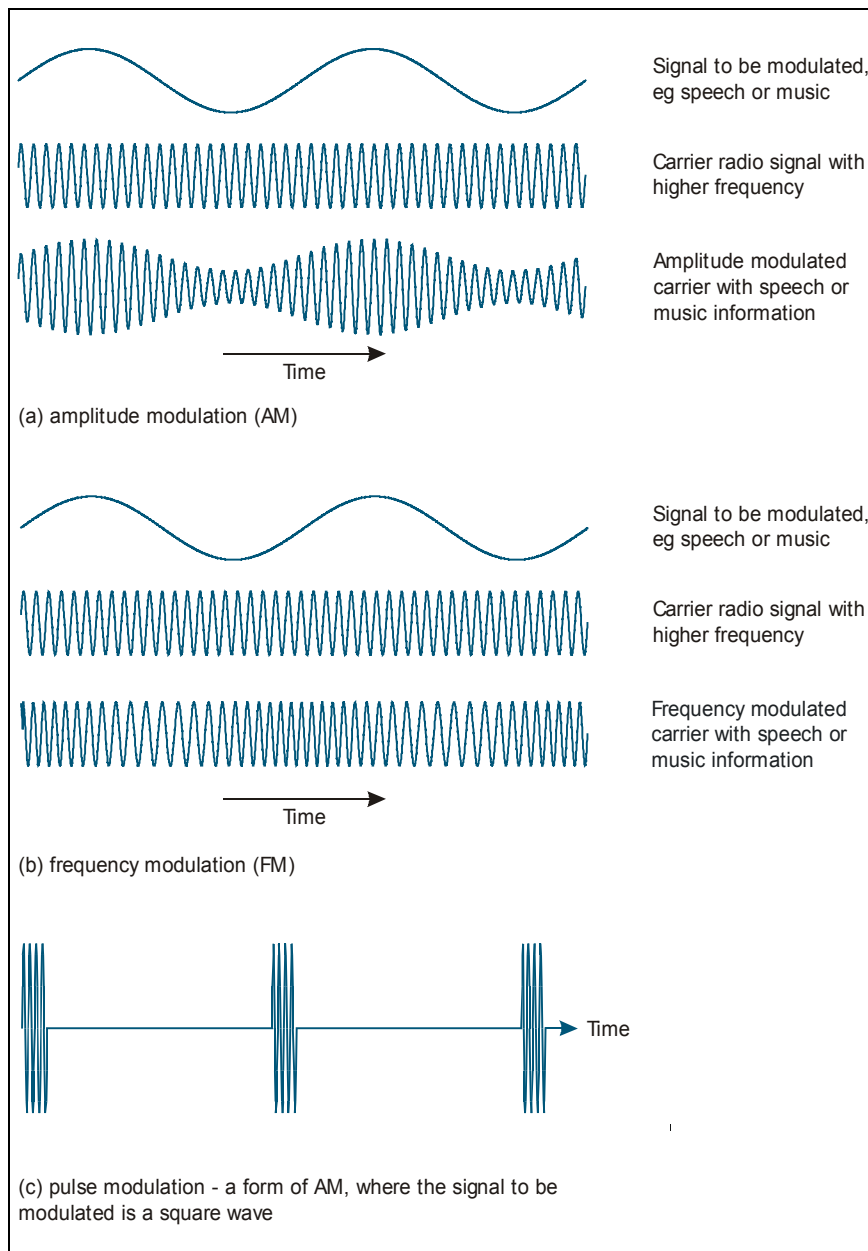 Signal to be modulated,
eg speech or music
Carrier radio signal with
higher frequency
Amplitude modulated
carrier with speech or
music information
Time
(a) amplitude modulation (AM)
Signal to be modulated,
eg speech or music
Carrier radio signal with
higher frequency
Frequency modulated
carrier with speech or
music information
Time
(b) frequency modulation (FM)
Time
(c) pulse modulation - a form of AM, where the signal to be
modulated is a square wave